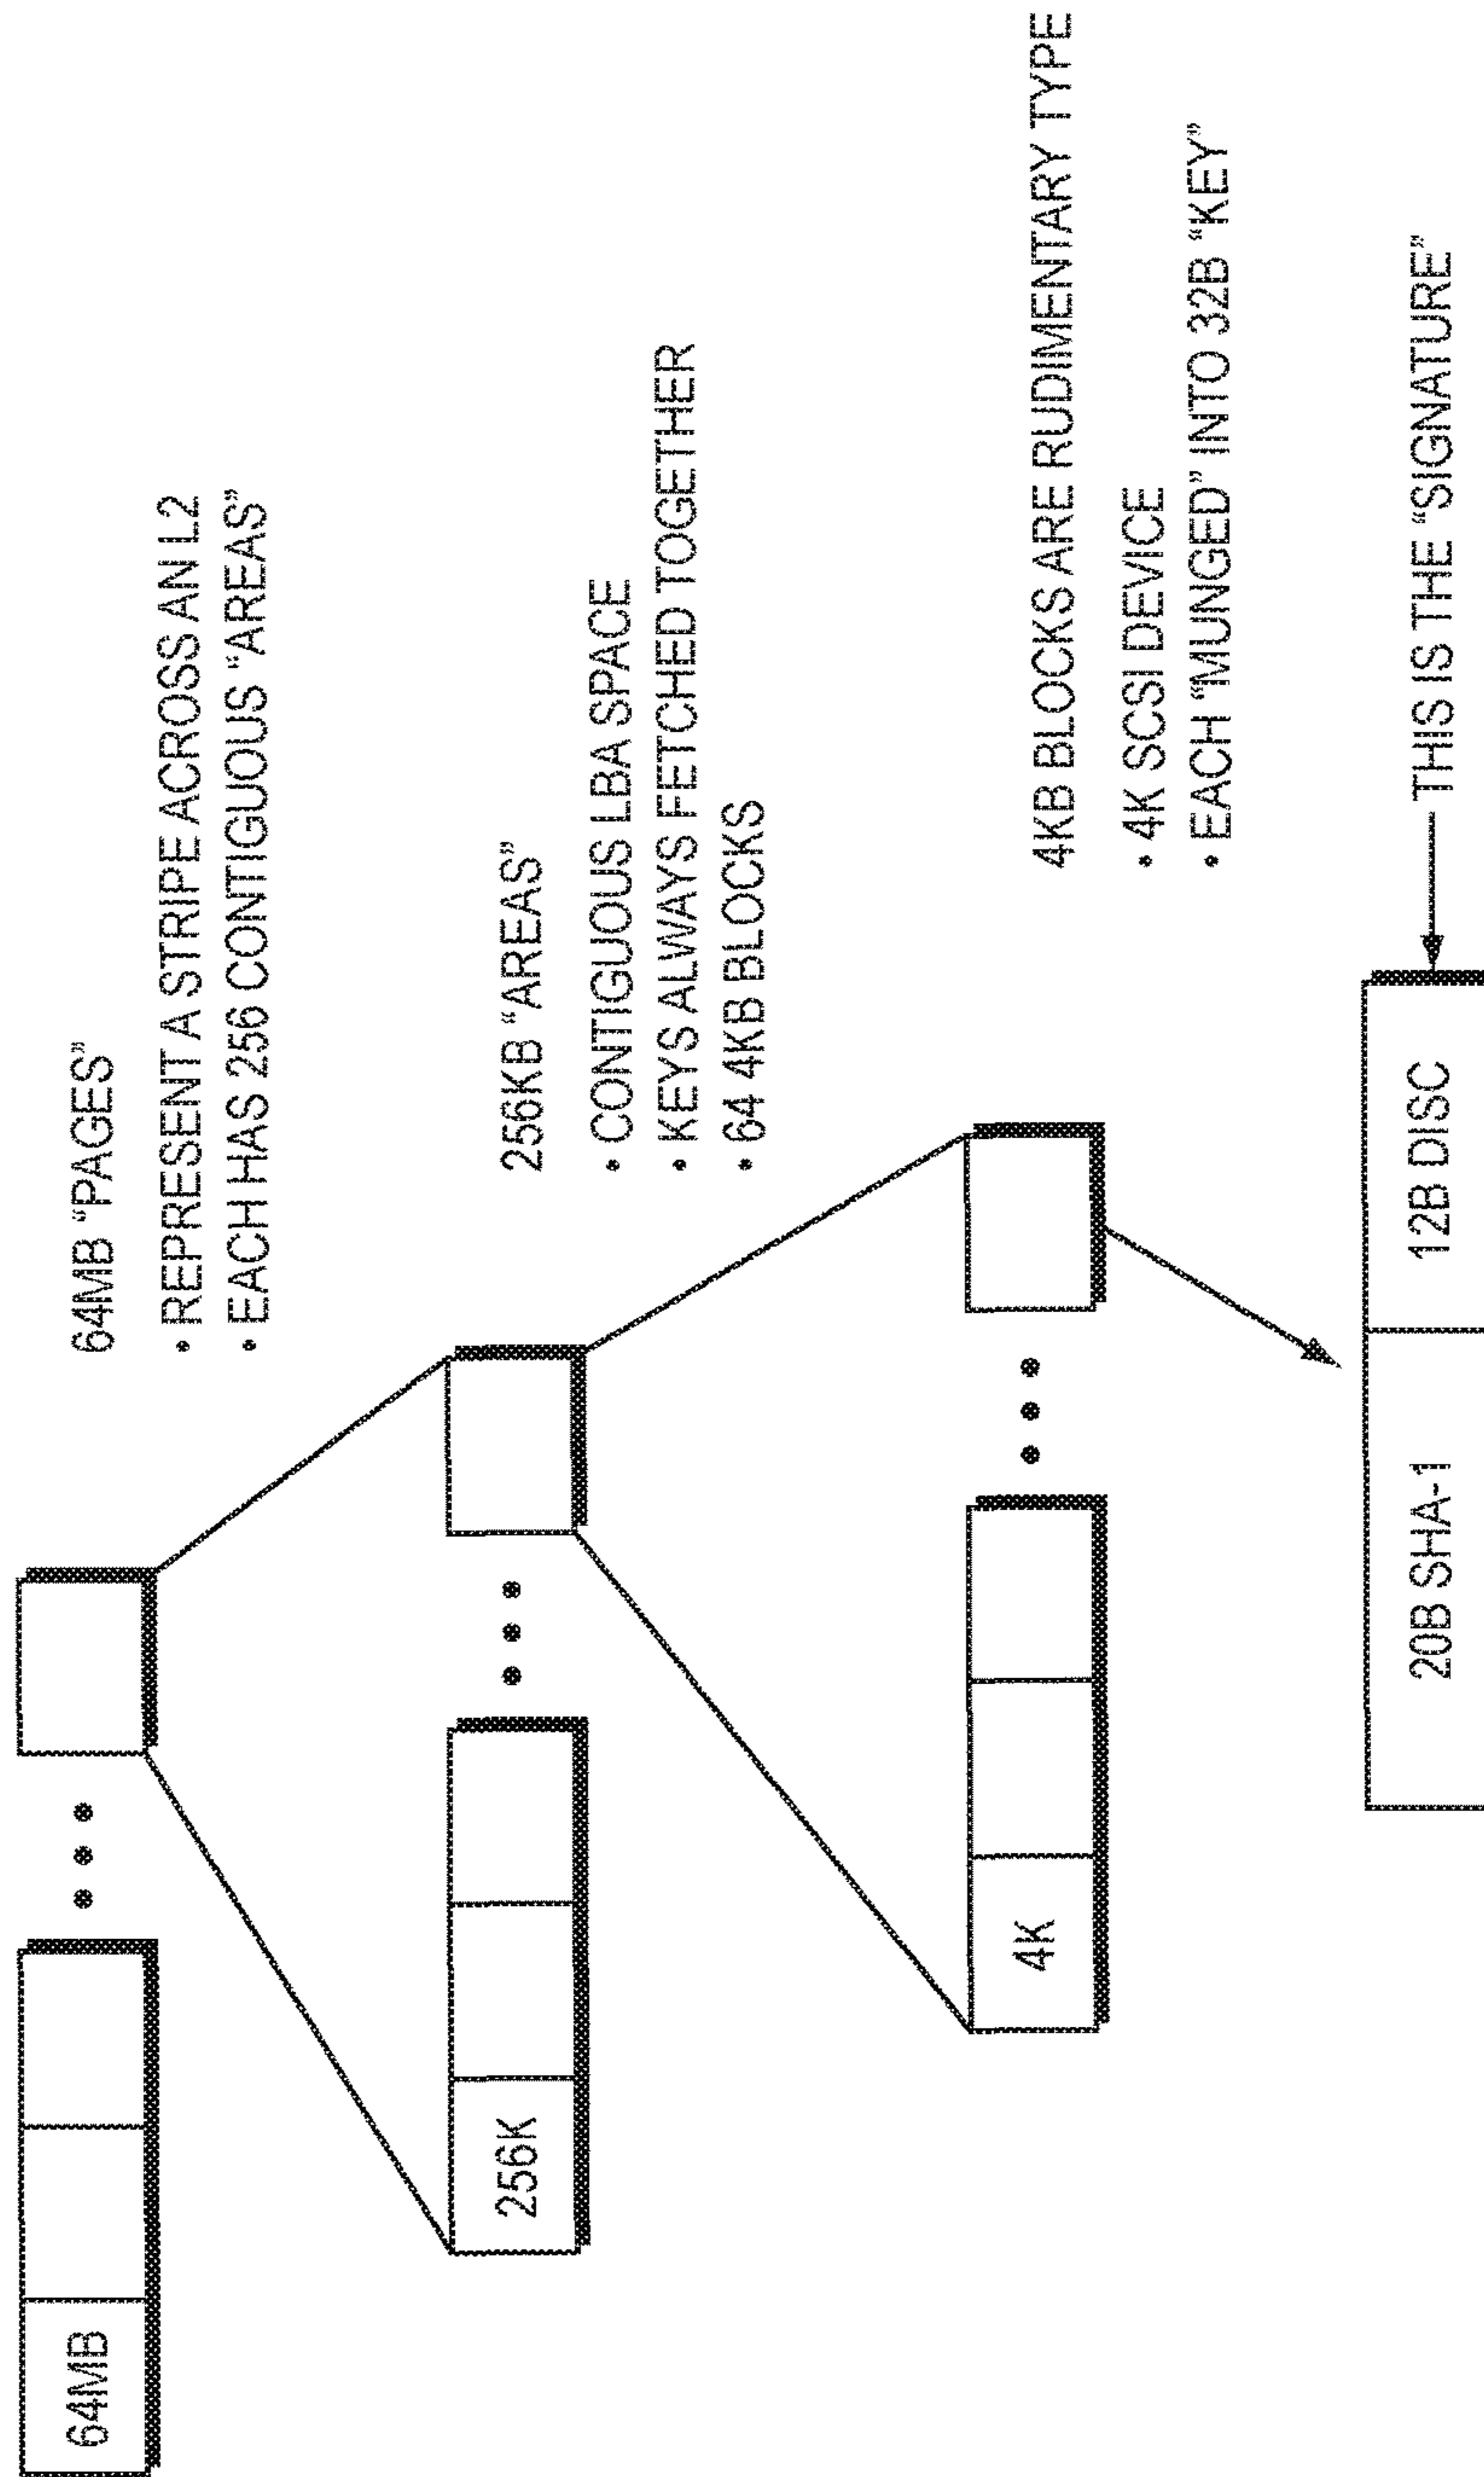 64MB
64MB “PAGES”
• REPRESENT A STRIPE ACROSS AN L2
• EACH HAS 256 CONTIGUOUS “AREAS”
256K
256KB “AREAS”
• CONTIGUOUS LBA SPACE
• KEYS ALWAYS FETCHED TOGETHER
• 64 4KB BLOCKS
4K
4KB BLOCKS ARE RUDIMENTARY TYPE
• 4K SCSI DEVICE
• EACH “MUNGED” INTO 32B “KEY”
20B SHA-1
12B DISC
THIS IS THE “SIGNATURE”